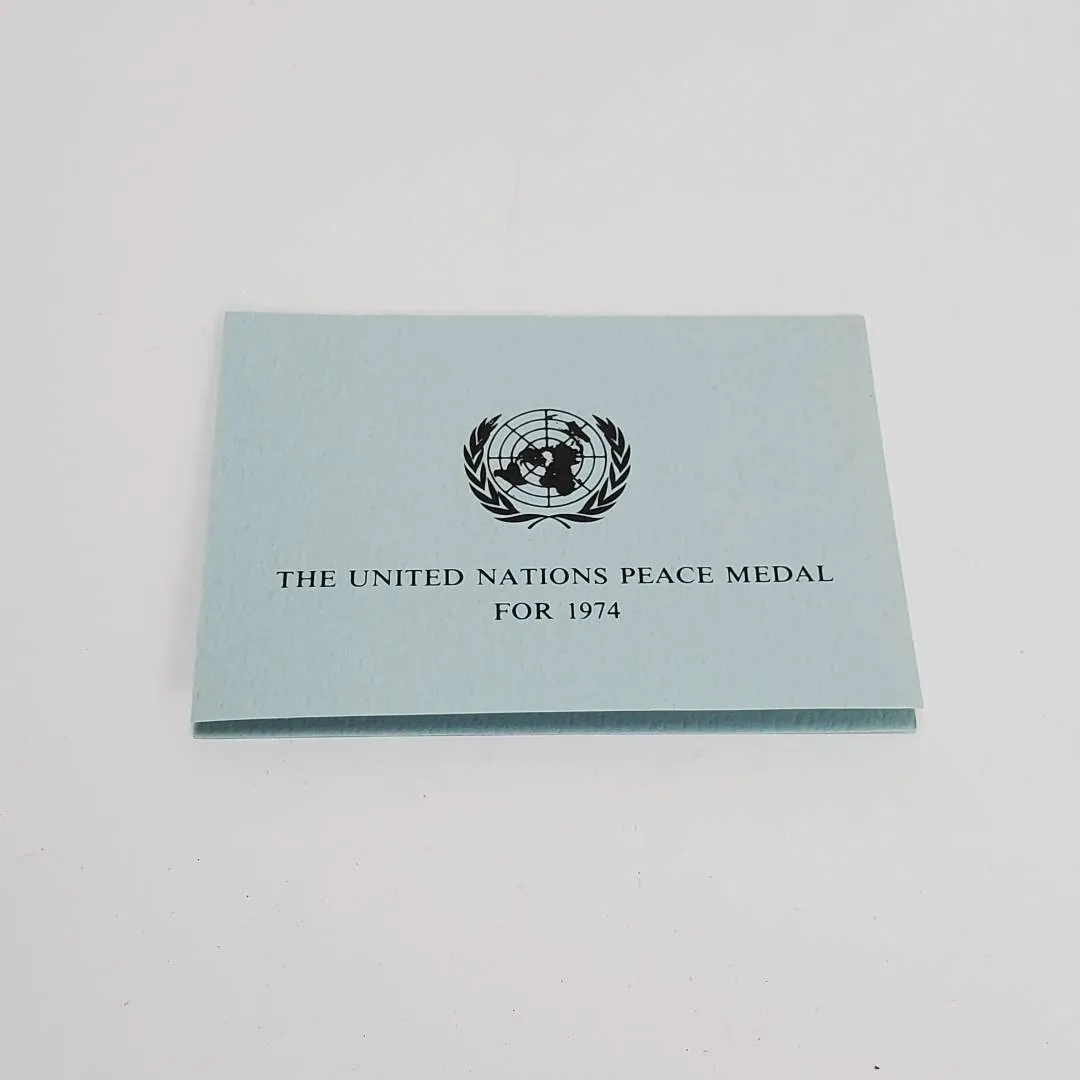 THE UNITED NATIONS PEACE MEDAL
FOR 1974